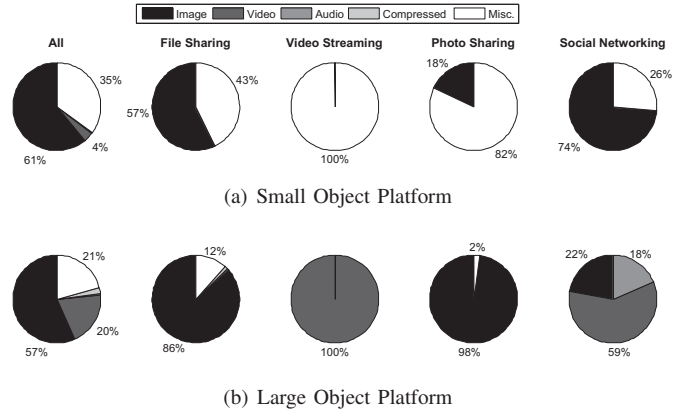 Image Video Audio Compressed Misc.
All File Sharing Video Streaming Photo Sharing Social Networking
35% 4% 61%
43% 57%
100%
18% 82%
26% 74%
(a) Small Object Platform
21% 20% 57%
12% 86%
100%
2% 98%
22% 18% 59%
(b) Large Object Platform